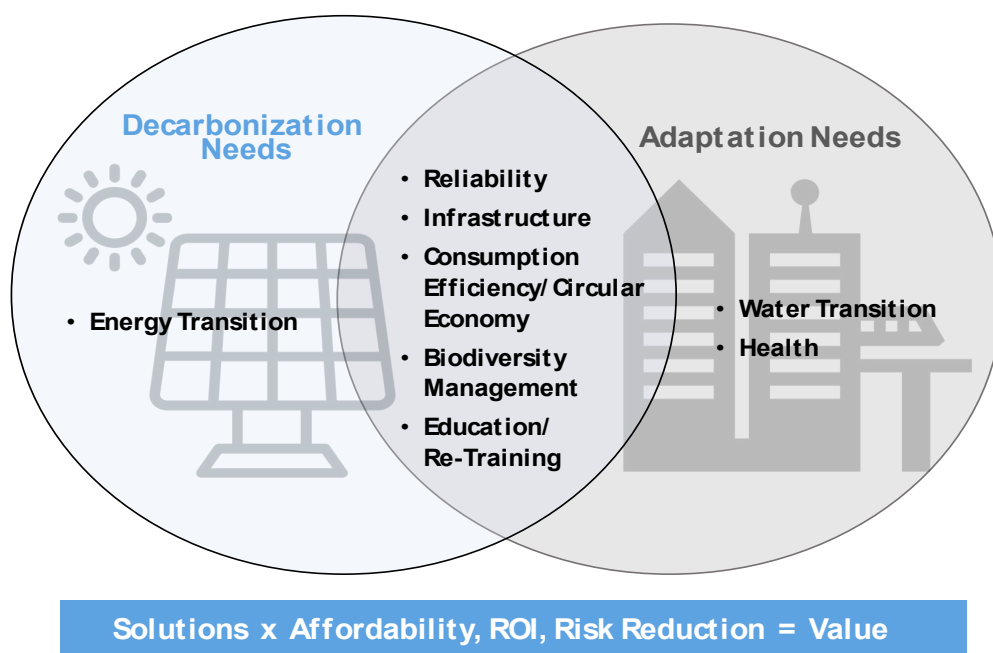 Decarbonization
Needs
Adaptation Needs
• Reliability
• Infrastructure
• Consumption
Efficiency/ Circular
Economy
• Biodiversity
Management
• Education/
Re-Training
• Energy Transition
• Water Transition
• Health
Solutions x Affordability, ROI, Risk Reduction = Value